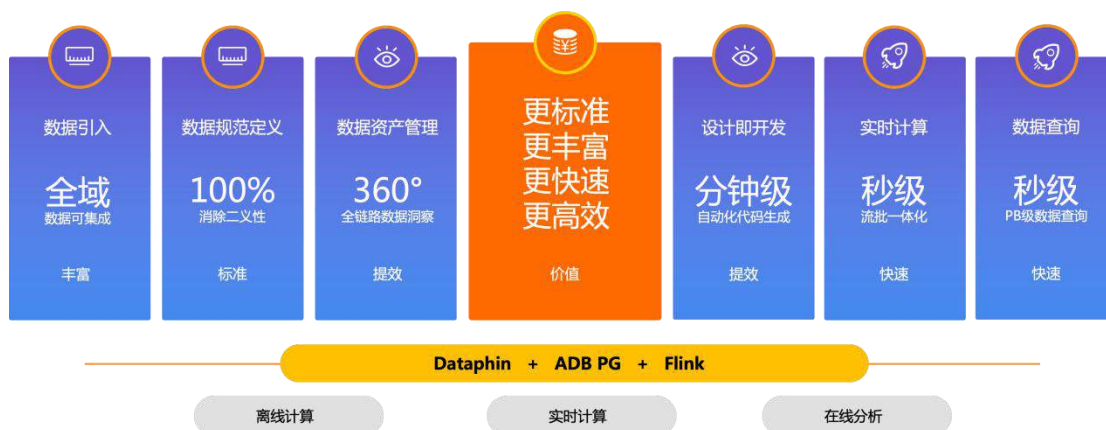 数据引入
全域
数据可集成
丰富
数据规范定义
100%
消除二义性
标准
数据资产管理
360°
全链路数据洞察
提效
¥
更标准
更丰富
更快速
更高效
价值
设计即开发
分钟级
自动化代码生成
提效
实时计算
秒级
流批一体化
快速
数据查询
秒级
PB级数据查询
快速
Dataphin + ADB PG + Flink
离线计算
实时计算
在线分析